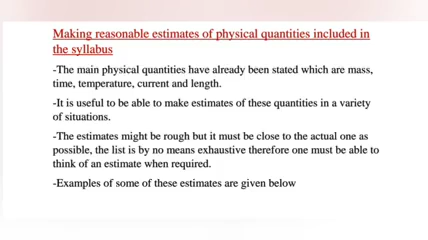 Making reasonable estimates of physical quantities included in
the syllabus
-The main physical quantities have already been stated which are mass,
time, temperature, current and length.
-It is useful to be able to make estimates of these quantities in a variety
of situations.
-The estimates might be rough but it must be close to the actual one as
possible, the list is by no means exhaustive therefore one must be able to
think of an estimate when required.
-Examples of some of these estimates are given below